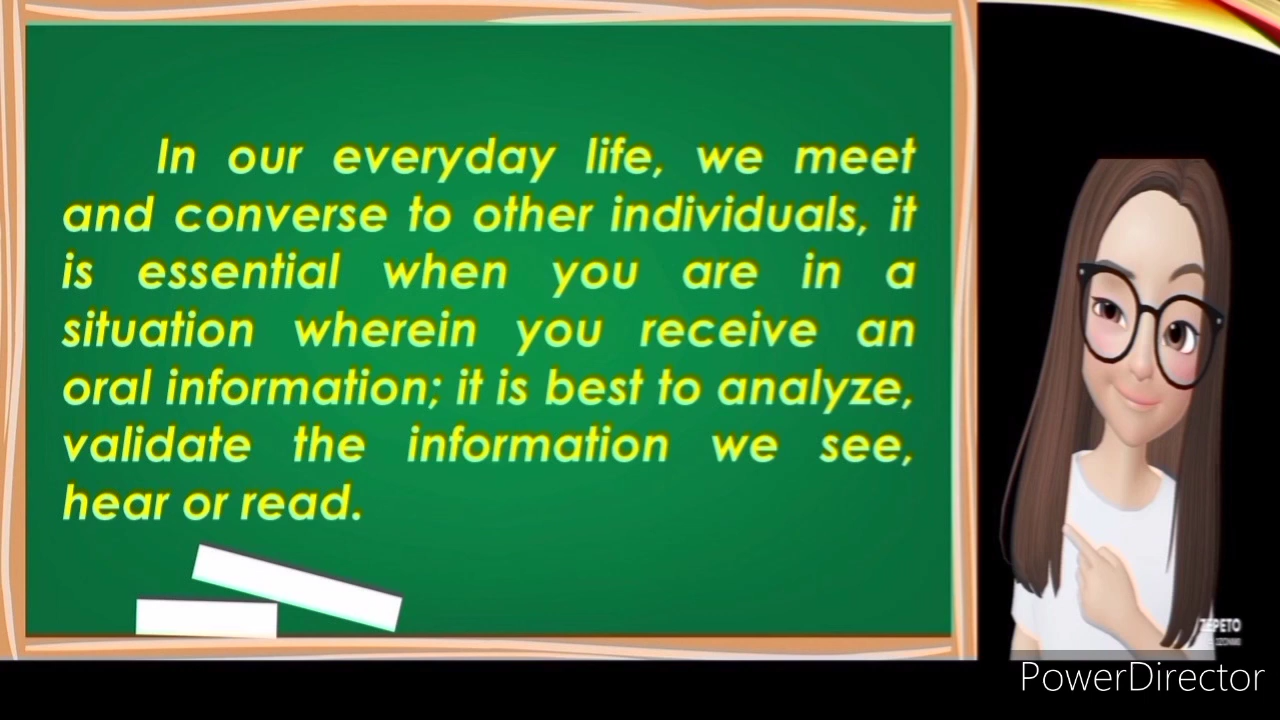 In our everyday life, we meet
and converse to other individuals, it
is essential when you are in a
situation wherein you receive an
oral information; it is best to analyze,
validate the information we see,
hear or read.
ZEPETO
PowerDirector